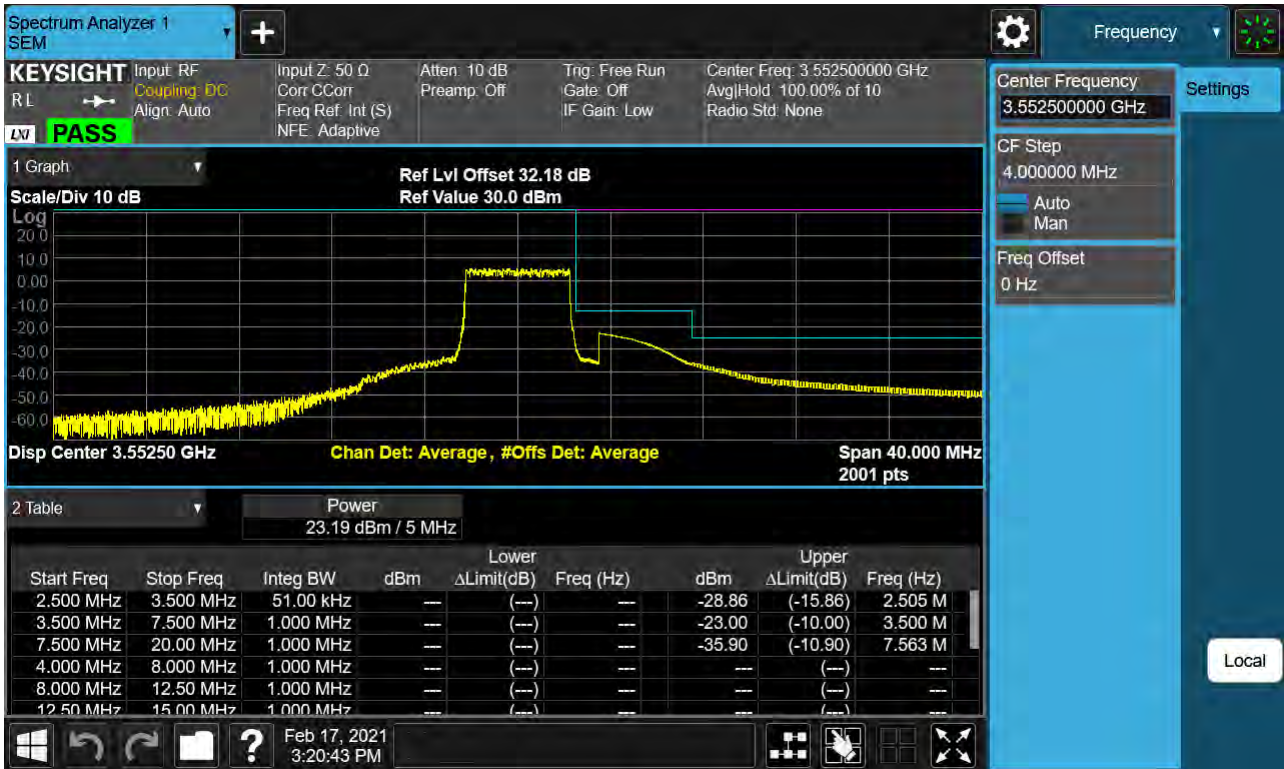 Spectrum Analyzer 1
SEM
Frequency
KEYSIGHT
R L
LXI
PASS
Input: RF
Coupling: DC
Align: Auto
Input Z: 50 Ω
Corr CCorr
Freq Ref: Int (S)
NFE: Adaptive
Atten: 10 dB
Preamp: Off
Trig: Free Run
Gate: Off
IF Gain: Low
Center Freq: 3.552500000 GHz
Avg|Hold: 100.00% of 10
Radio Std: None
Center Frequency
3.552500000 GHz
Settings
CF Step
4.000000 MHz
Auto
Man
Freq Offset
0 Hz
1 Graph
Scale/Div 10 dB
Ref Lvl Offset 32.18 dB
Ref Value 30.0 dBm
Log
20.0
10.0
0.00
-10.0
-20.0
-30.0
-40.0
-50.0
-60.0
Disp Center 3.55250 GHz
Chan Det: Average, #Offs Det: Average
Span 40.000 MHz
2001 pts
2 Table
Power
23.19 dBm / 5 MHz
Lower Upper
Start Freq Stop Freq Integ BW dBm ΔLimit(dB) Freq (Hz) dBm ΔLimit(dB) Freq (Hz)
2.500 MHz 3.500 MHz 51.00 kHz --- (---) --- -28.86 (-15.86) 2.505 M
3.500 MHz 7.500 MHz 1.000 MHz --- (---) --- -23.00 (-10.00) 3.500 M
7.500 MHz 20.00 MHz 1.000 MHz --- (---) --- -35.90 (-10.90) 7.563 M
4.000 MHz 8.000 MHz 1.000 MHz --- (---) --- --- (---) ---
8.000 MHz 12.50 MHz 1.000 MHz --- (---) --- --- (---) ---
12.50 MHz 15.00 MHz 1.000 MHz --- (---) --- --- (---) ---
Local
?
Feb 17, 2021
3:20:43 PM